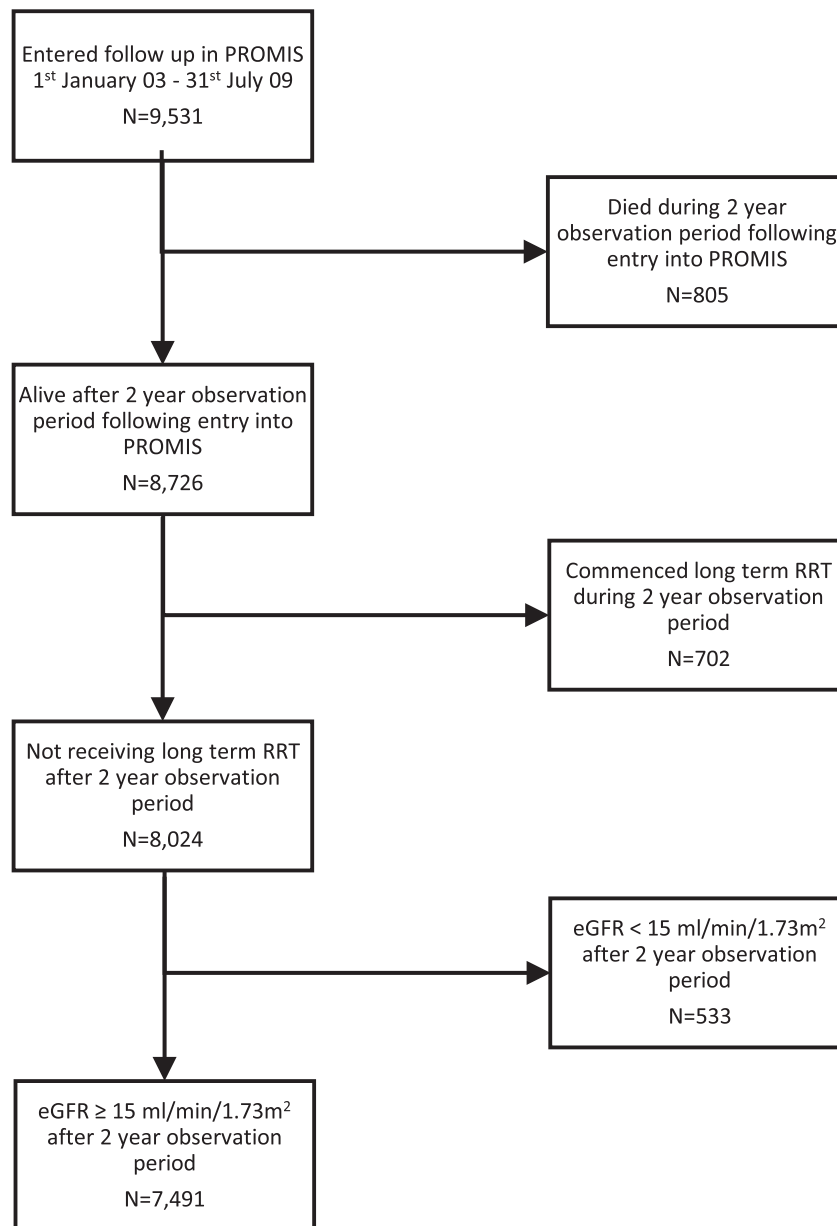 Entered follow up in PROMIS
1st January 03 - 31st July 09
N=9,531
Died during 2 year
observation period following
entry into PROMIS
N=805
Alive after 2 year observation
period following entry into
PROMIS
N=8,726
Commenced long term RRT
during 2 year observation
period
N=702
Not receiving long term RRT
after 2 year observation
period
N=8,024
eGFR < 15 ml/min/1.73m²
after 2 year observation
period
N=533
eGFR ≥ 15 ml/min/1.73m²
after 2 year observation
period
N=7,491